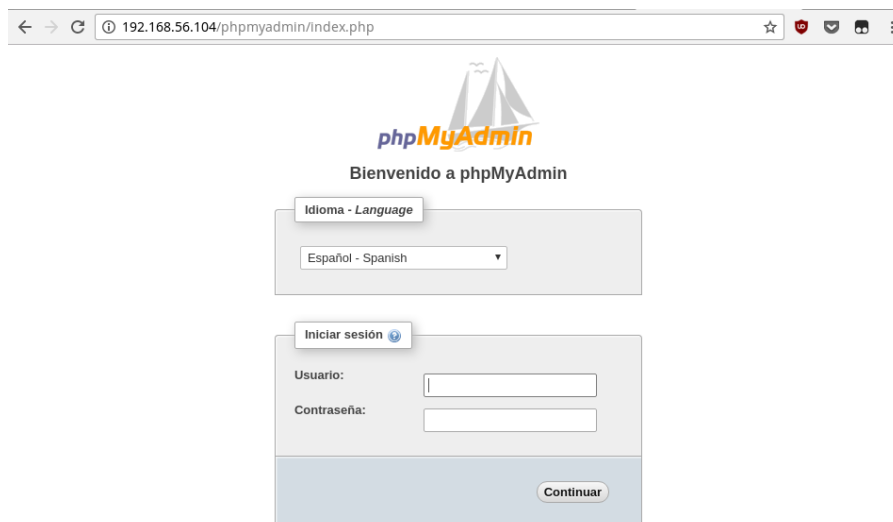 192.168.56.104/phpmyadmin/index.php
phpMyAdmin
Bienvenido a phpMyAdmin
Idioma - Language
Español - Spanish
Iniciar sesión
Usuario:
Contraseña:
Continuar